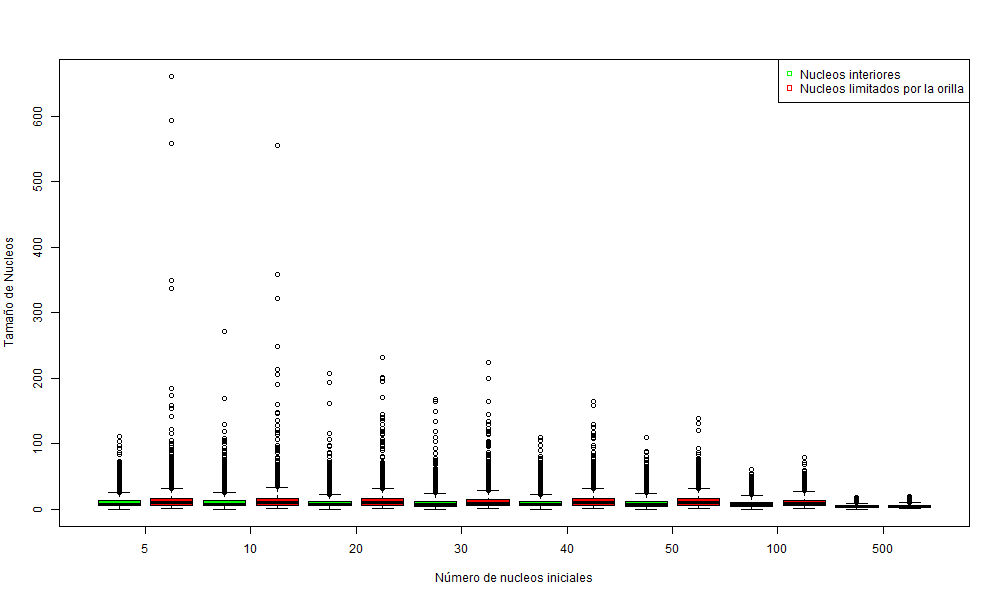 Nucleos interiores
Nucleos limitados por la orilla
Tamaño de Nucleos
600
500
400
300
200
100
0
5 10 20 30 40 50 100 500
Número de nucleos iniciales